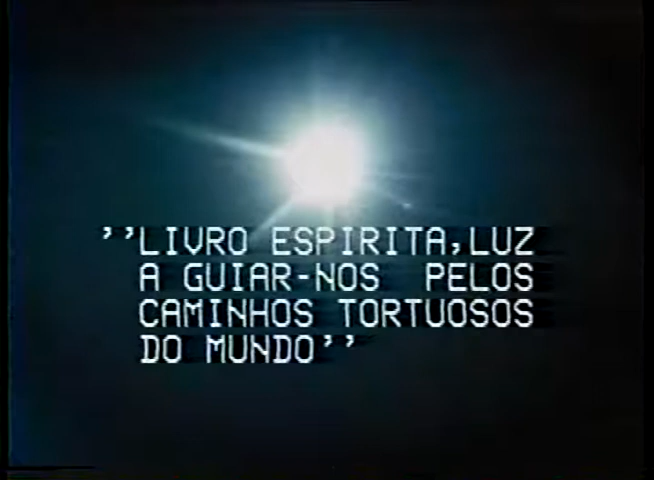 ’’LIVRO ESPIRITA,LUZ
A GUIAR-NOS PELOS
CAMINHOS TORTUOSOS
DO MUNDO’’